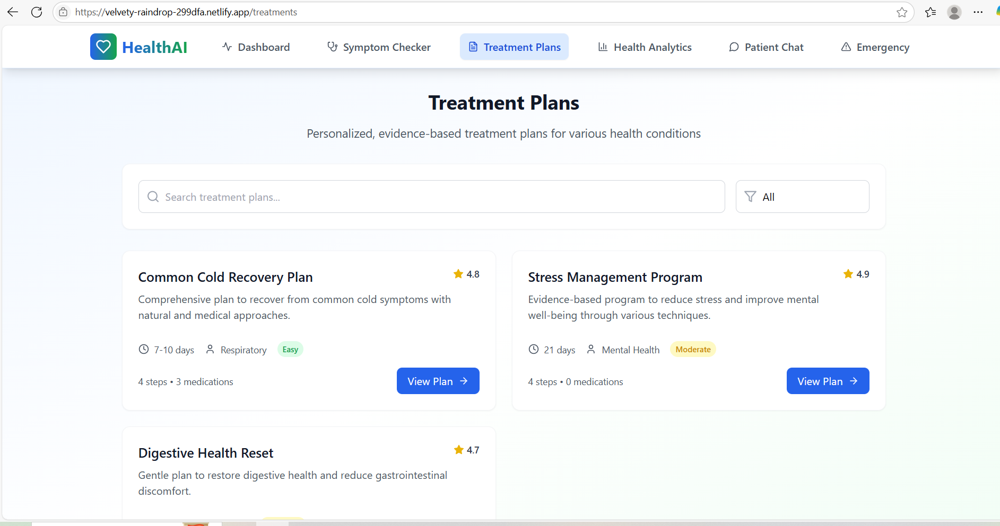 https://velvety-raindrop-299dfa.netlify.app/treatments
HealthAI
Dashboard
Symptom Checker
Treatment Plans
Health Analytics
Patient Chat
Emergency
Treatment Plans
Personalized, evidence-based treatment plans for various health conditions
Search treatment plans...
All
Common Cold Recovery Plan
4.8
Comprehensive plan to recover from common cold symptoms with
natural and medical approaches.
7-10 days
Respiratory
Easy
4 steps • 3 medications
View Plan
Stress Management Program
4.9
Evidence-based program to reduce stress and improve mental
well-being through various techniques.
21 days
Mental Health
Moderate
4 steps • 0 medications
View Plan
Digestive Health Reset
4.7
Gentle plan to restore digestive health and reduce gastrointestinal
discomfort.